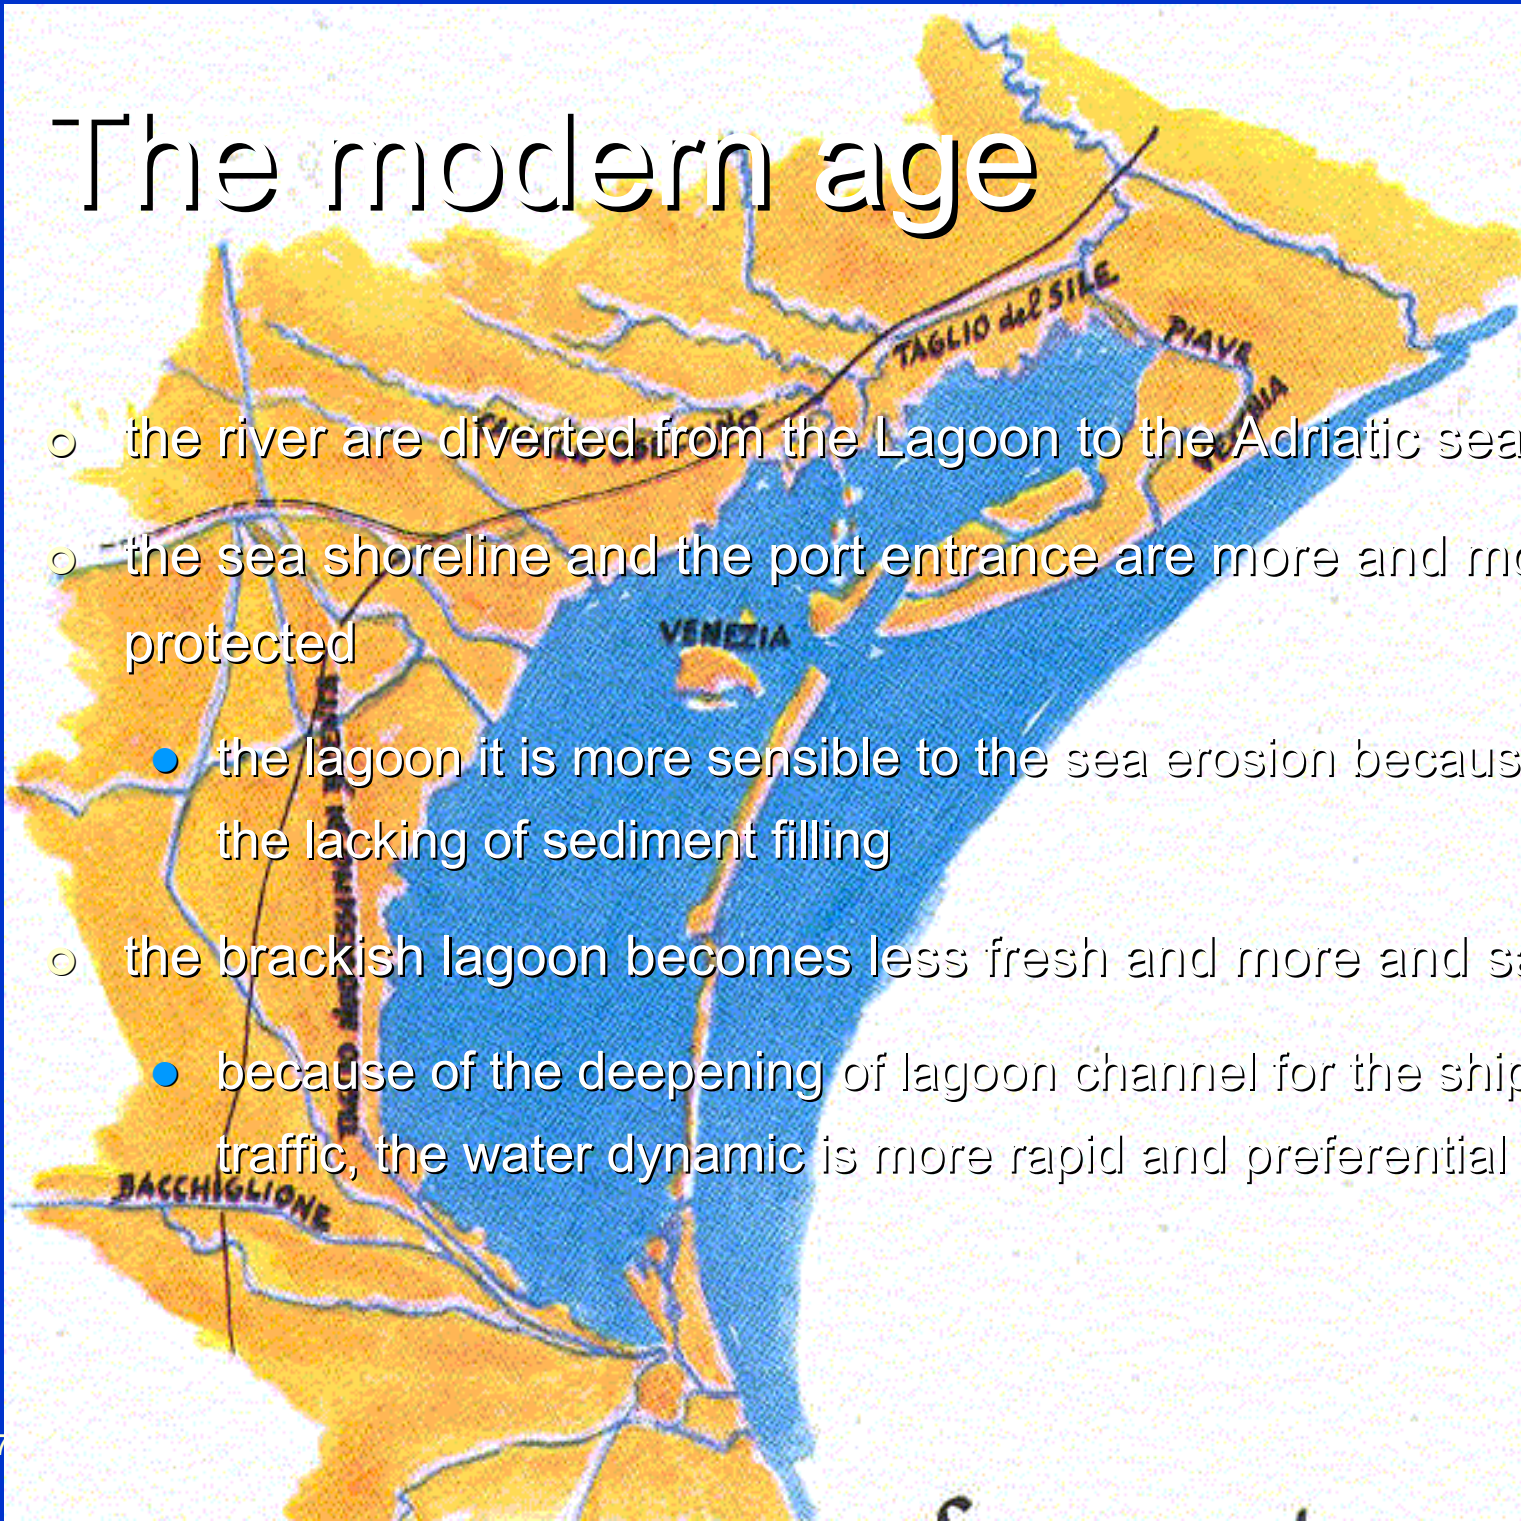 The modern age
TAGLIO del SILE
PIAVE
VECCHIA
○ the river are diverted from the Lagoon to the Adriatic sea
○ the sea shoreline and the port entrance are more and
protected
VENEZIA
● the lagoon it is more sensible to the sea erosion
the lacking of sediment filling
○ the brackish lagoon becomes less fresh and more and
● because of the deepening of lagoon channel for the
traffic, the water dynamic is more rapid and preferential
BACCHIGLIONE